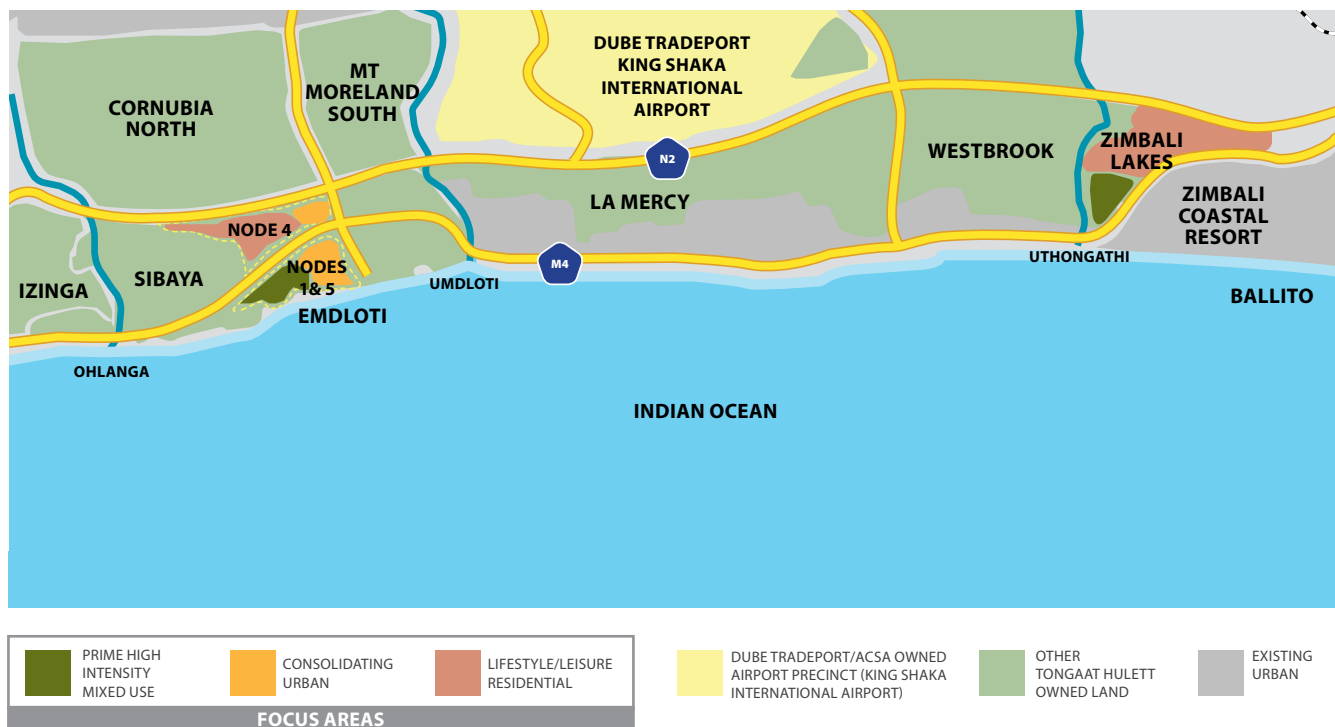 DUBE TRADEPORT
KING SHAKA
INTERNATIONAL
AIRPORT
MT
MORELAND
SOUTH
CORNUBIA
NORTH
N2
WESTBROOK
ZIMBALI
LAKES
LA MERCY
ZIMBALI
COASTAL
RESORT
NODE 4
NODES
1& 5
SIBAYA
IZINGA
M4
UMDLOTI
UTHONGATHI
EMDLOTI
BALLITO
OHLANGA
INDIAN OCEAN
PRIME HIGH
INTENSITY
MIXED USE
CONSOLIDATING
URBAN
LIFESTYLE/LEISURE
RESIDENTIAL
FOCUS AREAS
DUBE TRADEPORT/ACSA OWNED
AIRPORT PRECINCT (KING SHAKA
INTERNATIONAL AIRPORT)
OTHER
TONGAAT HULETT
OWNED LAND
EXISTING
URBAN